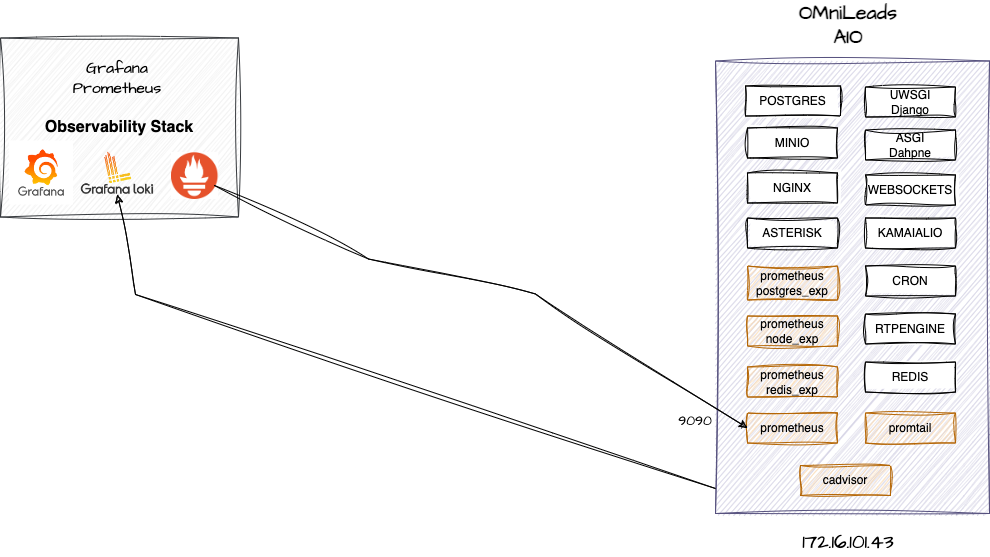 OMniLeads
AIO
Grafana
Prometheus
Observability Stack
Grafana
Grafana loki
POSTGRES
UWSGI
Django
MINIO
ASGI
Dahpne
NGINX
WEBSOCKETS
ASTERISK
KAMAIALIO
prometheus
postgres_exp
CRON
prometheus
node_exp
RTPENGINE
prometheus
redis_exp
REDIS
9090
prometheus
promtail
cadvisor
172.16.101.43